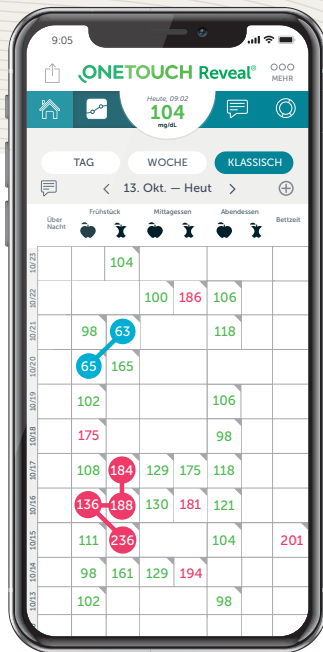 9:05
ONETOUCH Reveal®
MEHR
Heute, 09:02
104
mg/dL
TAG WOCHE KLASSISCH
< 13. Okt. — Heut >
Über Nacht Frühstück Mittagessen Abendessen Bettzeit
10/23 104
10/22 100 186 106
10/21 98 63 118
10/20 65 165
10/19 102 106
10/18 175 98
10/17 108 184 129 175 118
10/16 136 188 130 181 121
10/15 111 236 104 201
10/14 98 161 129 194
10/13 102 98